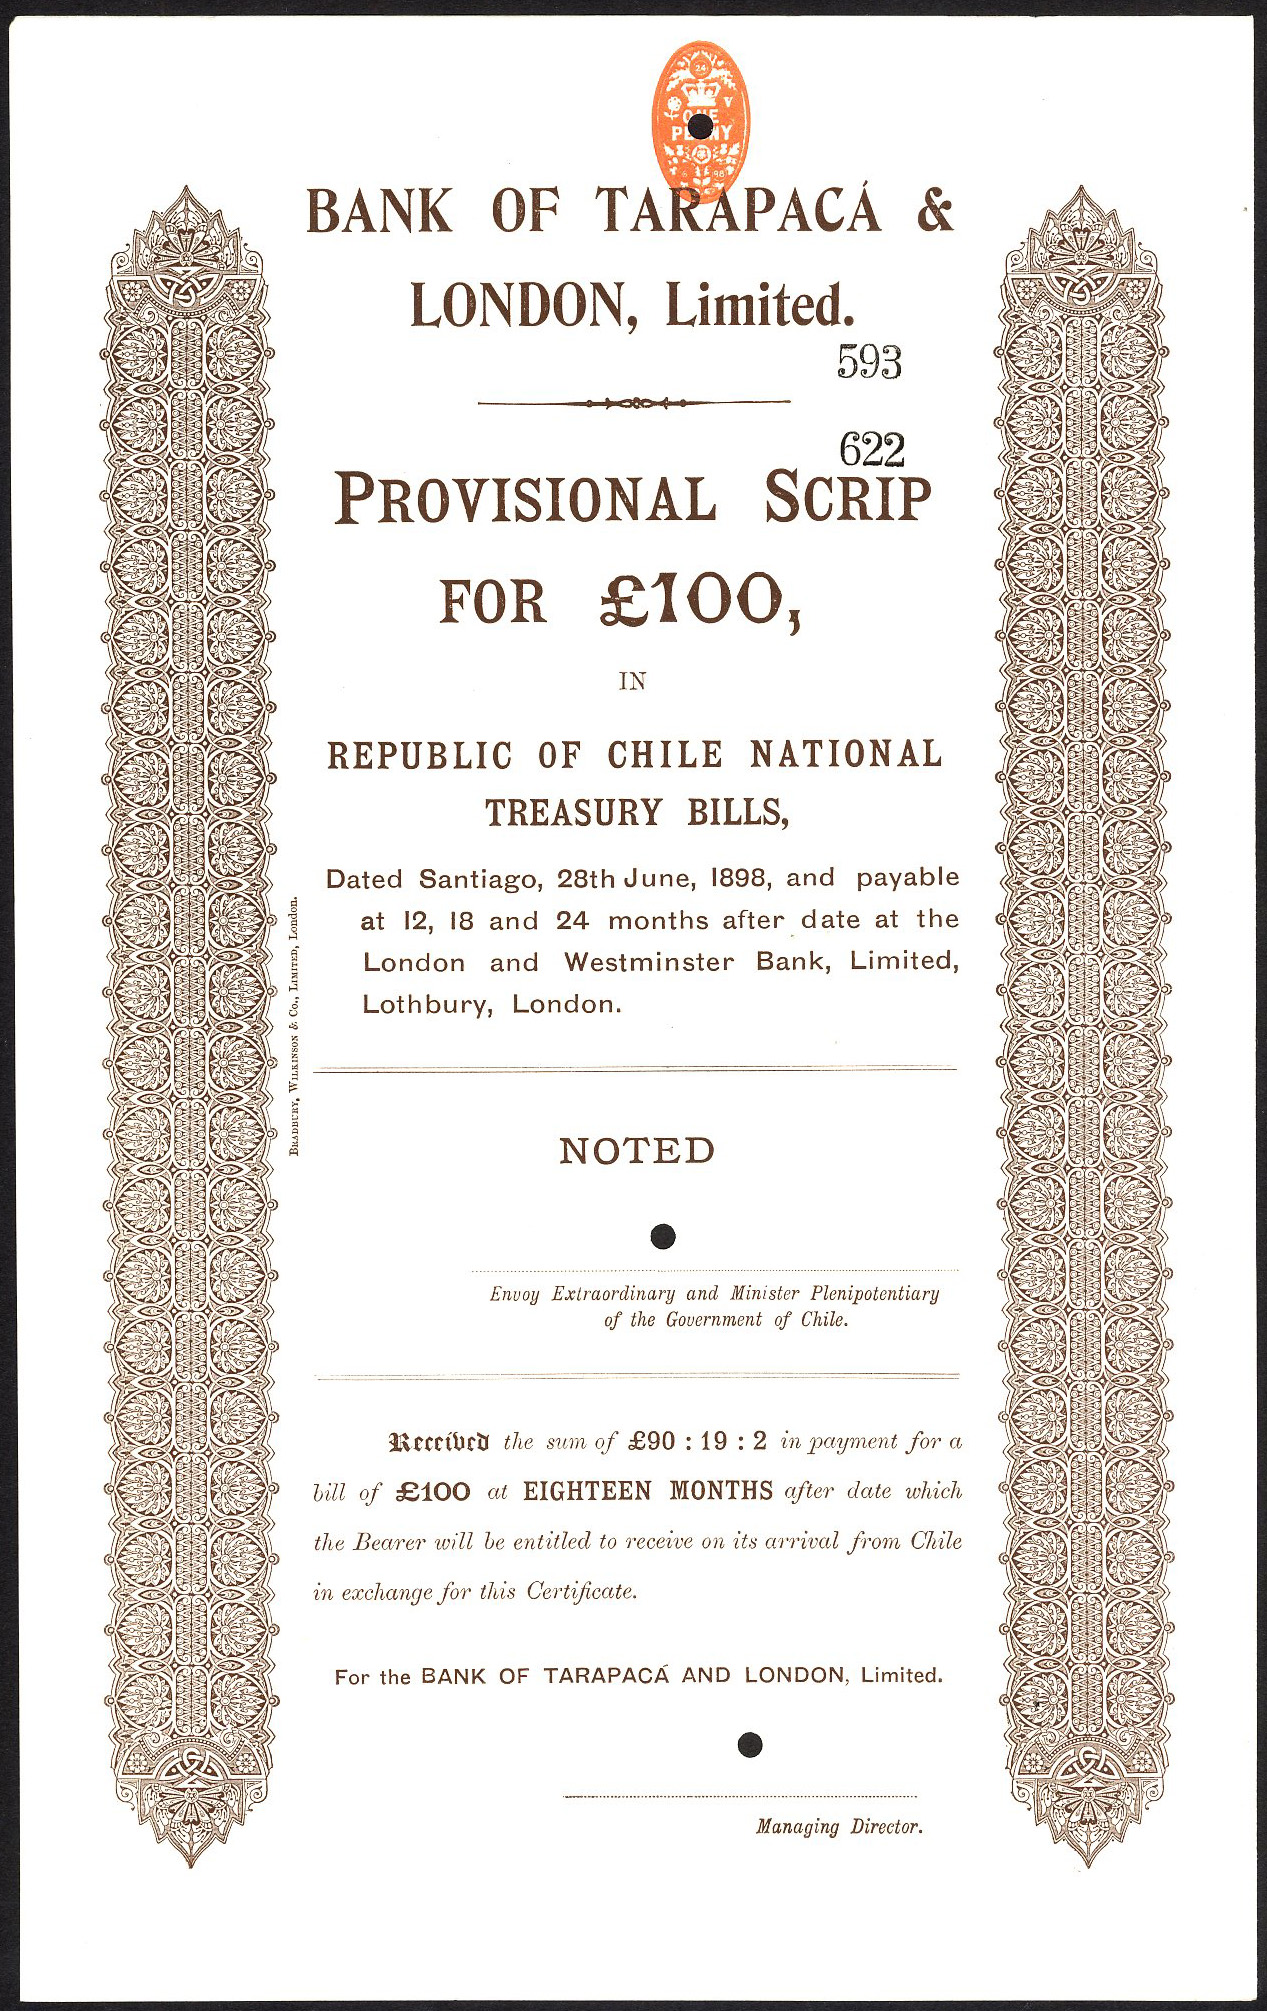 24
V
ONE
PENNY
6 98
BANK OF TARAPACÁ &
LONDON, Limited.
593
622
PROVISIONAL SCRIP
FOR £100,
IN
REPUBLIC OF CHILE NATIONAL
TREASURY BILLS,
Dated Santiago, 28th June, 1898, and payable
at 12, 18 and 24 months after date at the
London and Westminster Bank, Limited,
Lothbury, London.
BRADBURY, WILKINSON & Co., LIMITED, London.
NOTED
Envoy Extraordinary and Minister Plenipotentiary
of the Government of Chile.
Received the sum of £90 : 19 : 2 in payment for a
bill of £100 at EIGHTEEN MONTHS after date which
the Bearer will be entitled to receive on its arrival from Chile
in exchange for this Certificate.
For the BANK OF TARAPACÁ AND LONDON, Limited.
Managing Director.